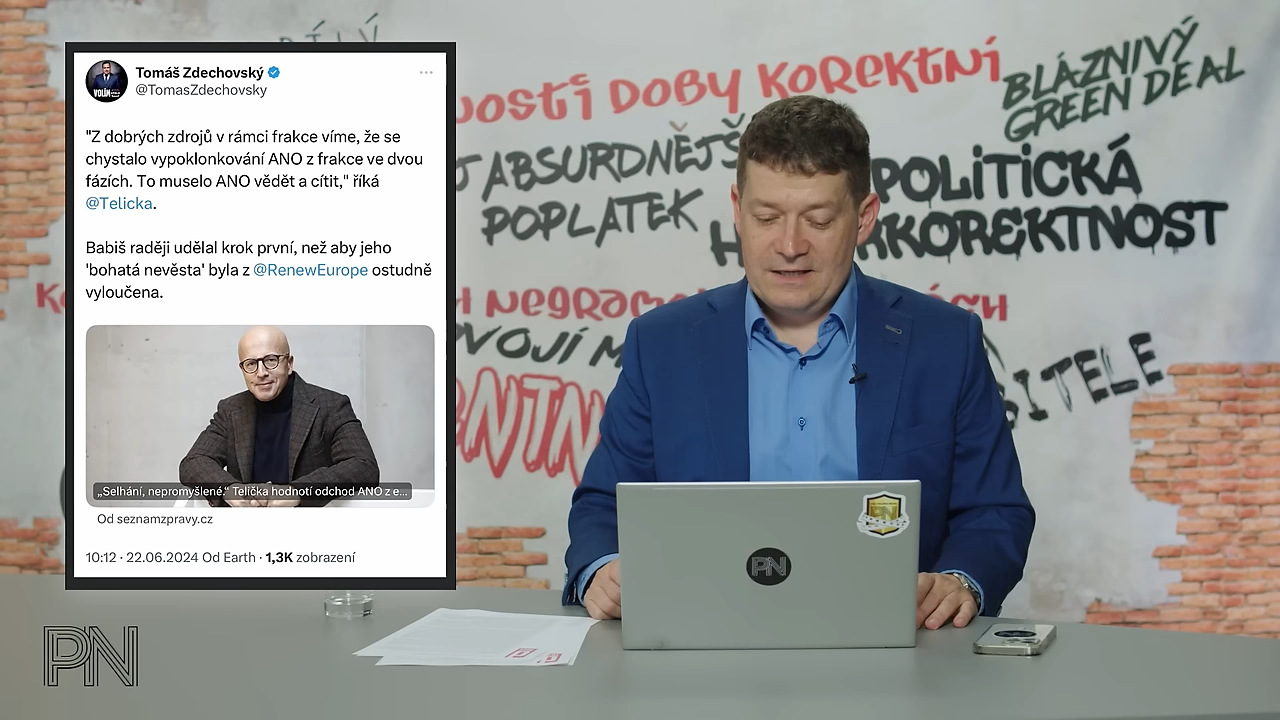 Tomáš Zdechovský
@TomasZdechovsky
"Z dobrých zdrojů v rámci frakce víme, že se
chystalo vypoklonkování ANO z frakce ve dvou
fázích. To muselo ANO vědět a cítit," říká
@Telicka.
Babiš raději udělal krok první, než aby jeho
'bohatá nevěsta' byla z @RenewEurope ostudně
vyloučena.
„Selhání, nepromyšlené.“ Telička hodnotí odchod ANO z e...
Od seznamzpravy.cz
10:12 · 22.06.2024 Od Earth · 1,3K zobrazení
DOBY KOREKTNÍ
BLÁZNIVÝ
GREEN DEAL
POPLATEK
POLITICKÁ
PN
PN
PN